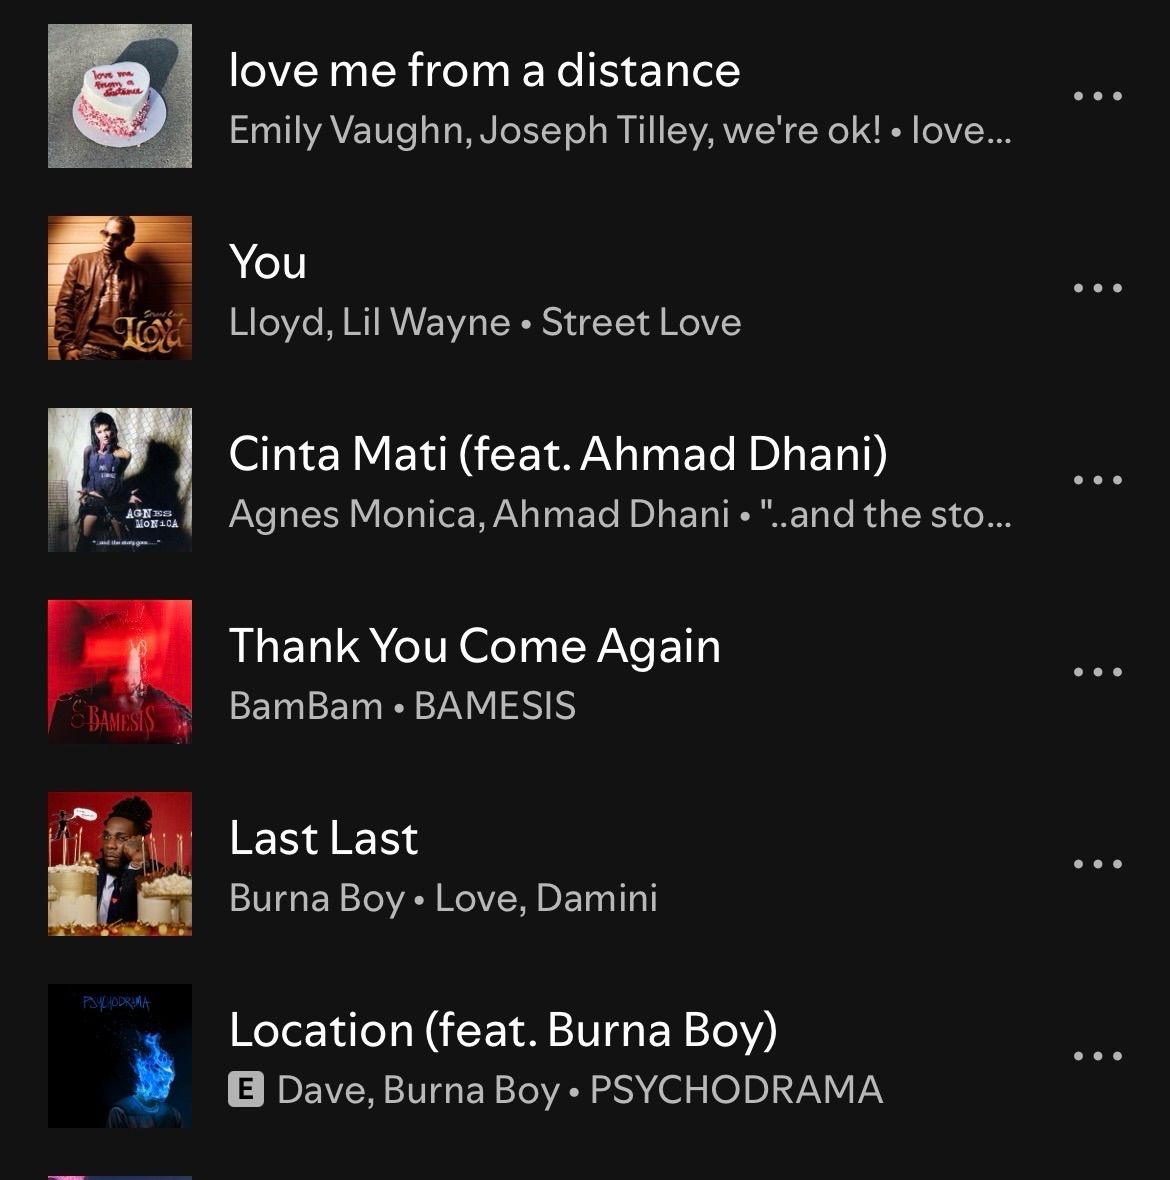 love me
from a
distance
love me from a distance
Emily Vaughn, Joseph Tilley, we're ok! • love...
Street Love
Lloyd
You
Lloyd, Lil Wayne • Street Love
AGNES
MONICA
"..and the story goes....."
Cinta Mati (feat. Ahmad Dhani)
Agnes Monica, Ahmad Dhani • "..and the sto...
BAMESIS
Thank You Come Again
BamBam • BAMESIS
Last Last
Burna Boy • Love, Damini
PSYCHODRAMA
Location (feat. Burna Boy)
E Dave, Burna Boy • PSYCHODRAMA